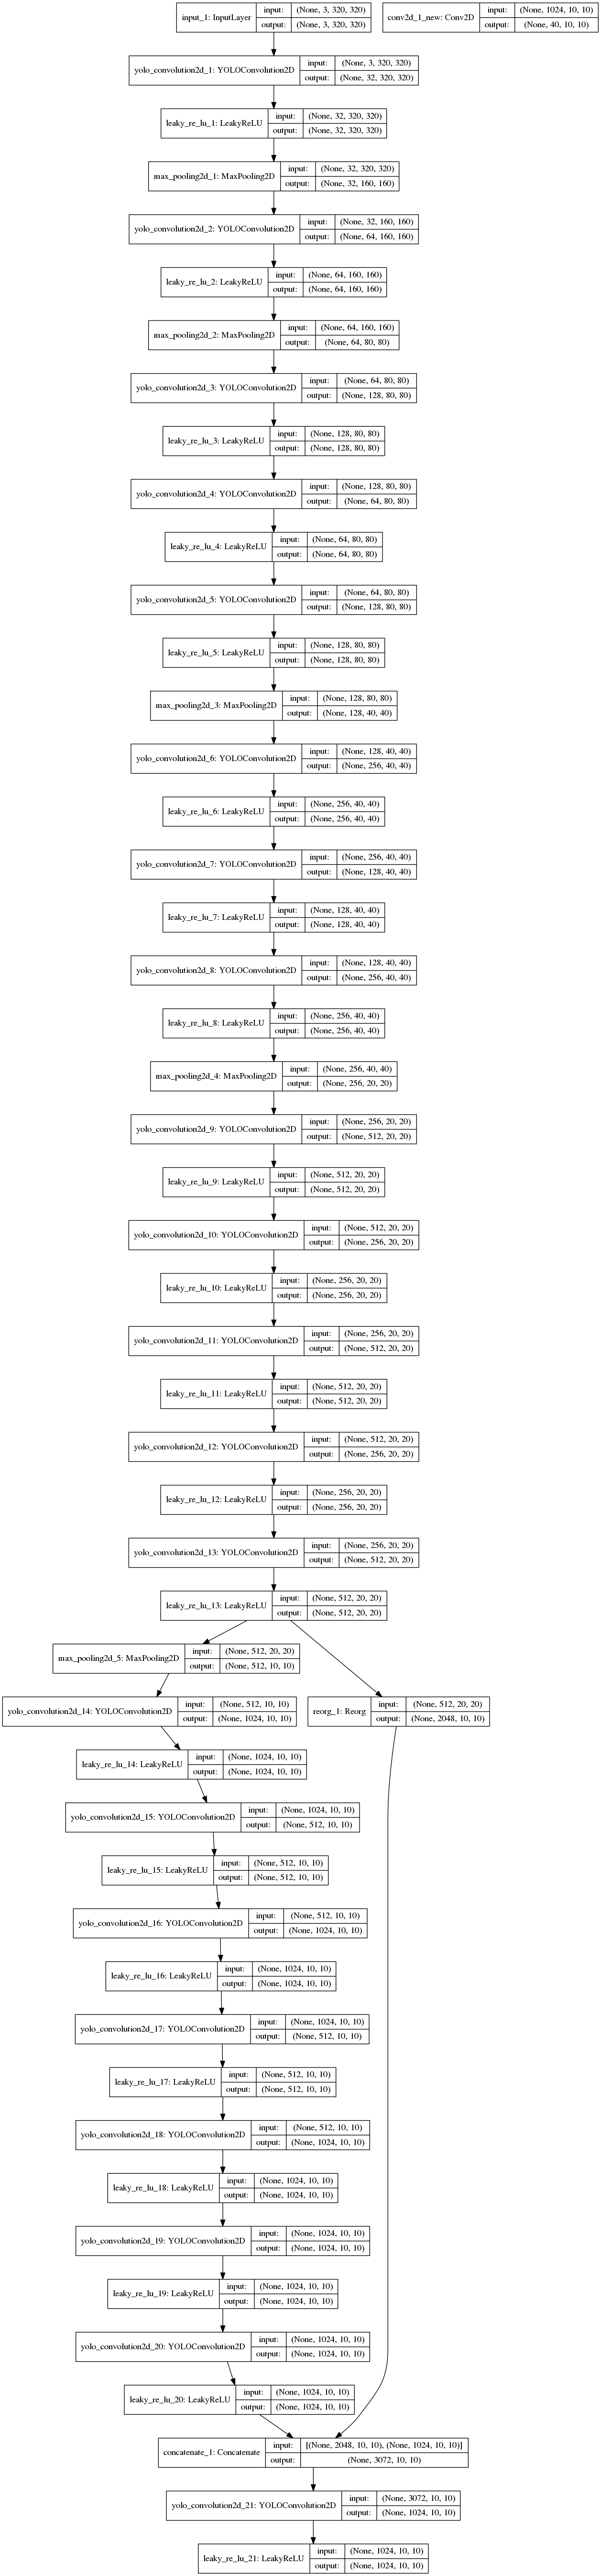 input_1: InputLayer
input: (None, 3, 320, 320)
output: (None, 3, 320, 320)
conv2d_1_new: Conv2D
input: (None, 1024, 10, 10)
output: (None, 40, 10, 10)
yolo_convolution2d_1: YOLOConvolution2D
input: (None, 3, 320, 320)
output: (None, 32, 320, 320)
leaky_re_lu_1: LeakyReLU
input: (None, 32, 320, 320)
output: (None, 32, 320, 320)
max_pooling2d_1: MaxPooling2D
input: (None, 32, 320, 320)
output: (None, 32, 160, 160)
yolo_convolution2d_2: YOLOConvolution2D
input: (None, 32, 160, 160)
output: (None, 64, 160, 160)
leaky_re_lu_2: LeakyReLU
input: (None, 64, 160, 160)
output: (None, 64, 160, 160)
max_pooling2d_2: MaxPooling2D
input: (None, 64, 160, 160)
output: (None, 64, 80, 80)
yolo_convolution2d_3: YOLOConvolution2D
input: (None, 64, 80, 80)
output: (None, 128, 80, 80)
leaky_re_lu_3: LeakyReLU
input: (None, 128, 80, 80)
output: (None, 128, 80, 80)
yolo_convolution2d_4: YOLOConvolution2D
input: (None, 128, 80, 80)
output: (None, 64, 80, 80)
leaky_re_lu_4: LeakyReLU
input: (None, 64, 80, 80)
output: (None, 64, 80, 80)
yolo_convolution2d_5: YOLOConvolution2D
input: (None, 64, 80, 80)
output: (None, 128, 80, 80)
leaky_re_lu_5: LeakyReLU
input: (None, 128, 80, 80)
output: (None, 128, 80, 80)
max_pooling2d_3: MaxPooling2D
input: (None, 128, 80, 80)
output: (None, 128, 40, 40)
yolo_convolution2d_6: YOLOConvolution2D
input: (None, 128, 40, 40)
output: (None, 256, 40, 40)
leaky_re_lu_6: LeakyReLU
input: (None, 256, 40, 40)
output: (None, 256, 40, 40)
yolo_convolution2d_7: YOLOConvolution2D
input: (None, 256, 40, 40)
output: (None, 128, 40, 40)
leaky_re_lu_7: LeakyReLU
input: (None, 128, 40, 40)
output: (None, 128, 40, 40)
yolo_convolution2d_8: YOLOConvolution2D
input: (None, 128, 40, 40)
output: (None, 256, 40, 40)
leaky_re_lu_8: LeakyReLU
input: (None, 256, 40, 40)
output: (None, 256, 40, 40)
max_pooling2d_4: MaxPooling2D
input: (None, 256, 40, 40)
output: (None, 256, 20, 20)
yolo_convolution2d_9: YOLOConvolution2D
input: (None, 256, 20, 20)
output: (None, 512, 20, 20)
leaky_re_lu_9: LeakyReLU
input: (None, 512, 20, 20)
output: (None, 512, 20, 20)
yolo_convolution2d_10: YOLOConvolution2D
input: (None, 512, 20, 20)
output: (None, 256, 20, 20)
leaky_re_lu_10: LeakyReLU
input: (None, 256, 20, 20)
output: (None, 256, 20, 20)
yolo_convolution2d_11: YOLOConvolution2D
input: (None, 256, 20, 20)
output: (None, 512, 20, 20)
leaky_re_lu_11: LeakyReLU
input: (None, 512, 20, 20)
output: (None, 512, 20, 20)
yolo_convolution2d_12: YOLOConvolution2D
input: (None, 512, 20, 20)
output: (None, 256, 20, 20)
leaky_re_lu_12: LeakyReLU
input: (None, 256, 20, 20)
output: (None, 256, 20, 20)
yolo_convolution2d_13: YOLOConvolution2D
input: (None, 256, 20, 20)
output: (None, 512, 20, 20)
leaky_re_lu_13: LeakyReLU
input: (None, 512, 20, 20)
output: (None, 512, 20, 20)
max_pooling2d_5: MaxPooling2D
input: (None, 512, 20, 20)
output: (None, 512, 10, 10)
yolo_convolution2d_14: YOLOConvolution2D
input: (None, 512, 10, 10)
output: (None, 1024, 10, 10)
reorg_1: Reorg
input: (None, 512, 20, 20)
output: (None, 2048, 10, 10)
leaky_re_lu_14: LeakyReLU
input: (None, 1024, 10, 10)
output: (None, 1024, 10, 10)
yolo_convolution2d_15: YOLOConvolution2D
input: (None, 1024, 10, 10)
output: (None, 512, 10, 10)
leaky_re_lu_15: LeakyReLU
input: (None, 512, 10, 10)
output: (None, 512, 10, 10)
yolo_convolution2d_16: YOLOConvolution2D
input: (None, 512, 10, 10)
output: (None, 1024, 10, 10)
leaky_re_lu_16: LeakyReLU
input: (None, 1024, 10, 10)
output: (None, 1024, 10, 10)
yolo_convolution2d_17: YOLOConvolution2D
input: (None, 1024, 10, 10)
output: (None, 512, 10, 10)
leaky_re_lu_17: LeakyReLU
input: (None, 512, 10, 10)
output: (None, 512, 10, 10)
yolo_convolution2d_18: YOLOConvolution2D
input: (None, 512, 10, 10)
output: (None, 1024, 10, 10)
leaky_re_lu_18: LeakyReLU
input: (None, 1024, 10, 10)
output: (None, 1024, 10, 10)
yolo_convolution2d_19: YOLOConvolution2D
input: (None, 1024, 10, 10)
output: (None, 1024, 10, 10)
leaky_re_lu_19: LeakyReLU
input: (None, 1024, 10, 10)
output: (None, 1024, 10, 10)
yolo_convolution2d_20: YOLOConvolution2D
input: (None, 1024, 10, 10)
output: (None, 1024, 10, 10)
leaky_re_lu_20: LeakyReLU
input: (None, 1024, 10, 10)
output: (None, 1024, 10, 10)
concatenate_1: Concatenate
input: [(None, 2048, 10, 10), (None, 1024, 10, 10)]
output: (None, 3072, 10, 10)
yolo_convolution2d_21: YOLOConvolution2D
input: (None, 3072, 10, 10)
output: (None, 1024, 10, 10)
leaky_re_lu_21: LeakyReLU
input: (None, 1024, 10, 10)
output: (None, 1024, 10, 10)